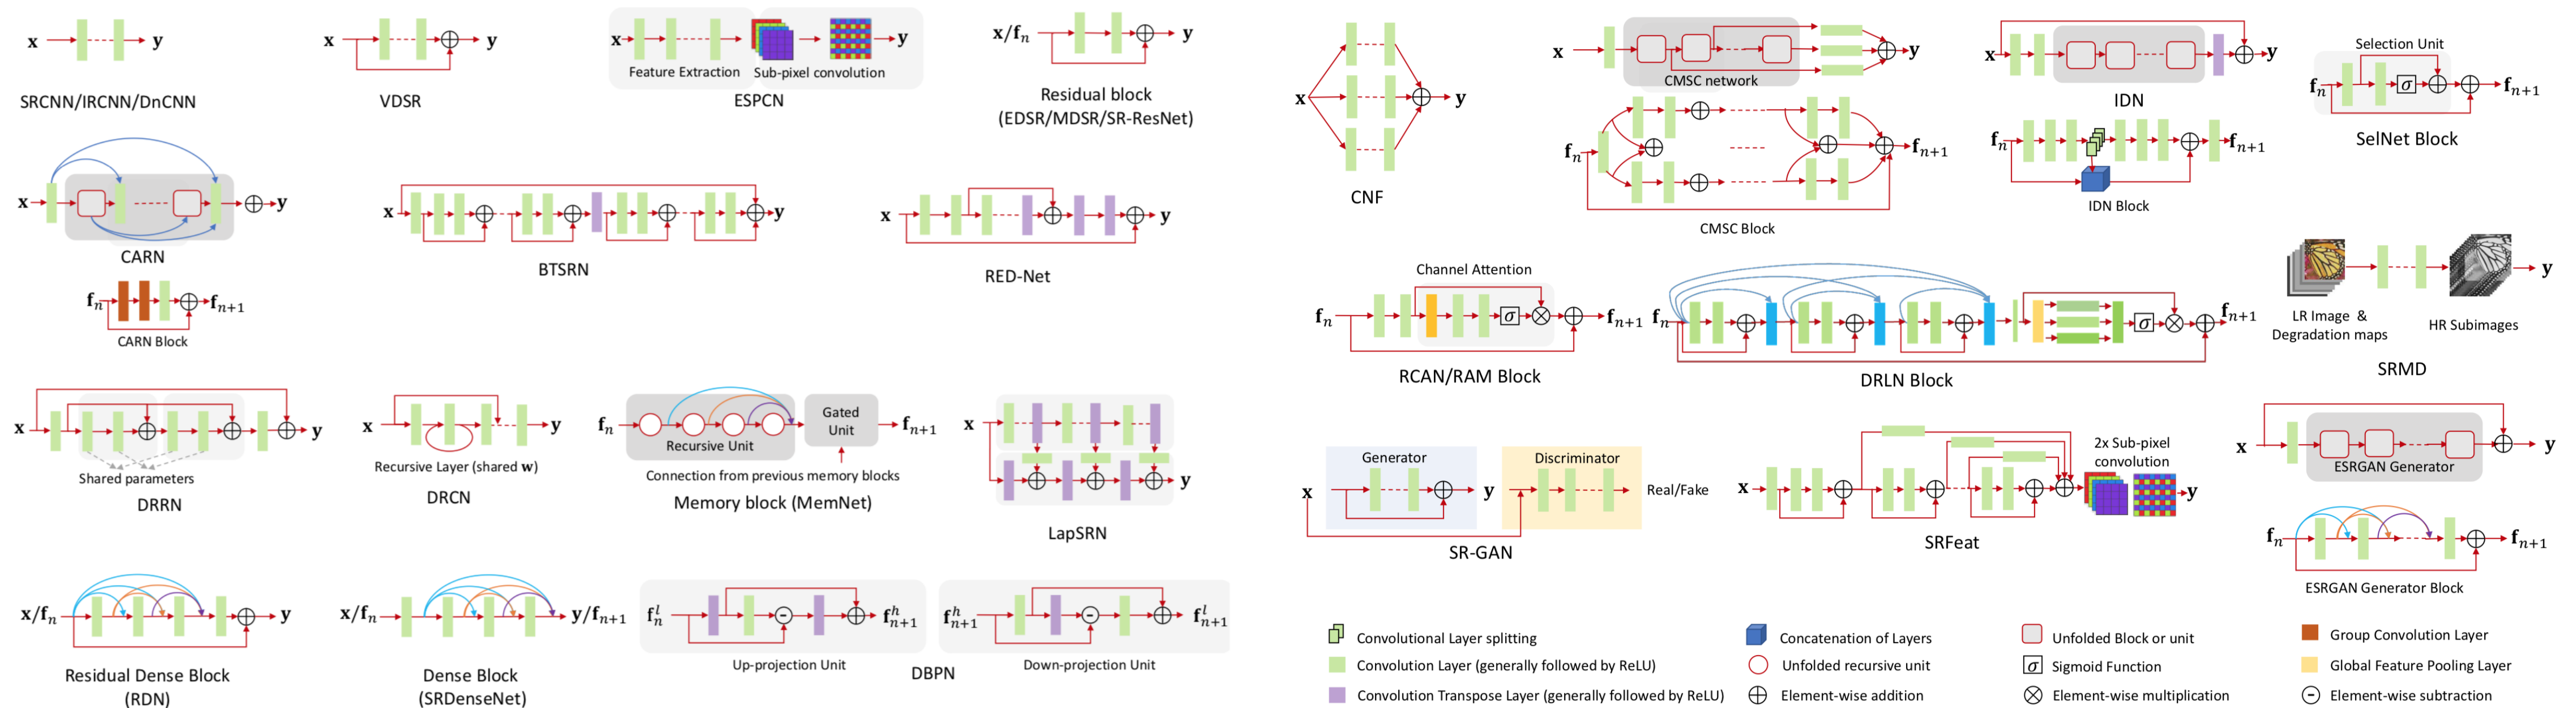 x y
SRCNN/IRCNN/DnCNN
x y
VDSR
x y
Feature Extraction Sub-pixel convolution
ESPCN
x/fₙ y
Residual block
(EDSR/MDSR/SR-ResNet)
x y
CARN
fₙ fₙ₊₁
CARN Block
x y
BTSRN
x y
RED-Net
x y
Shared parameters
DRRN
x y
Recursive Layer (shared w)
DRCN
fₙ Gated Unit fₙ₊₁
Recursive Unit
Connection from previous memory blocks
Memory block (MemNet)
x y
LapSRN
x/fₙ y
Residual Dense Block
(RDN)
x/fₙ y/fₙ₊₁
Dense Block
(SRDenseNet)
fₙˡ fₙ₊₁ʰ
Up-projection Unit
fₙ₊₁ʰ fₙ₊₁ˡ
Down-projection Unit
DBPN
x y
CNF
x y
CMSC network
fₙ fₙ₊₁
CMSC Block
x y
IDN
fₙ fₙ₊₁
IDN Block
Selection Unit
fₙ σ fₙ₊₁
SelNet Block
Channel Attention
fₙ σ fₙ₊₁
RCAN/RAM Block
fₙ σ fₙ₊₁
DRLN Block
y
LR Image &
Degradation maps
HR Subimages
SRMD
Generator Discriminator
x y Real/Fake
SR-GAN
2x Sub-pixel
convolution
x y
SRFeat
x y
ESRGAN Generator
fₙ fₙ₊₁
ESRGAN Generator Block
Convolutional Layer splitting
Concatenation of Layers
Unfolded Block or unit
Group Convolution Layer
Convolution Layer (generally followed by ReLU)
Unfolded recursive unit
σ Sigmoid Function
Global Feature Pooling Layer
Convolution Transpose Layer (generally followed by ReLU)
Element-wise addition
Element-wise multiplication
Element-wise subtraction